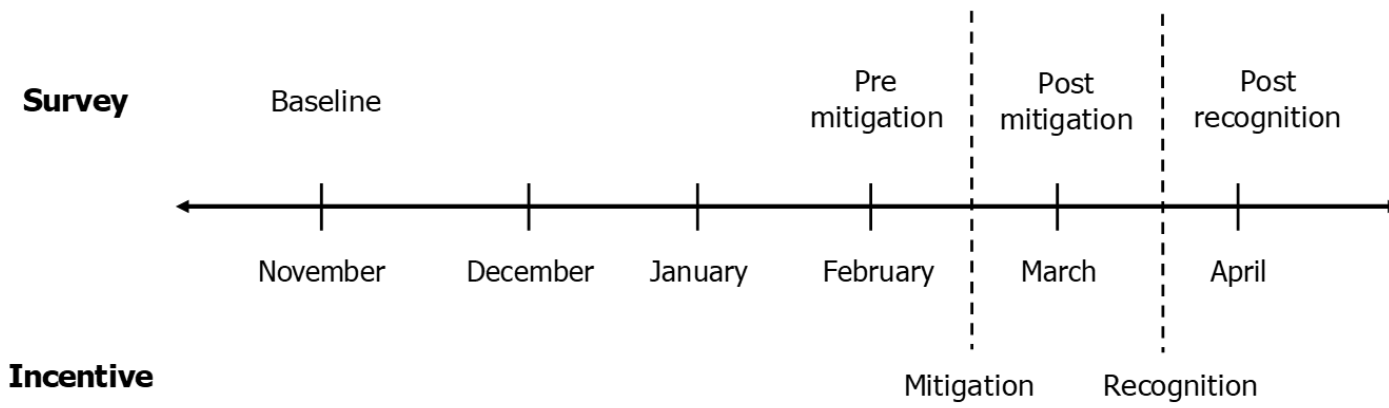 Survey
Baseline
Pre
mitigation
Post
mitigation
Post
recognition
November
December
January
February
March
April
Incentive
Mitigation
Recognition